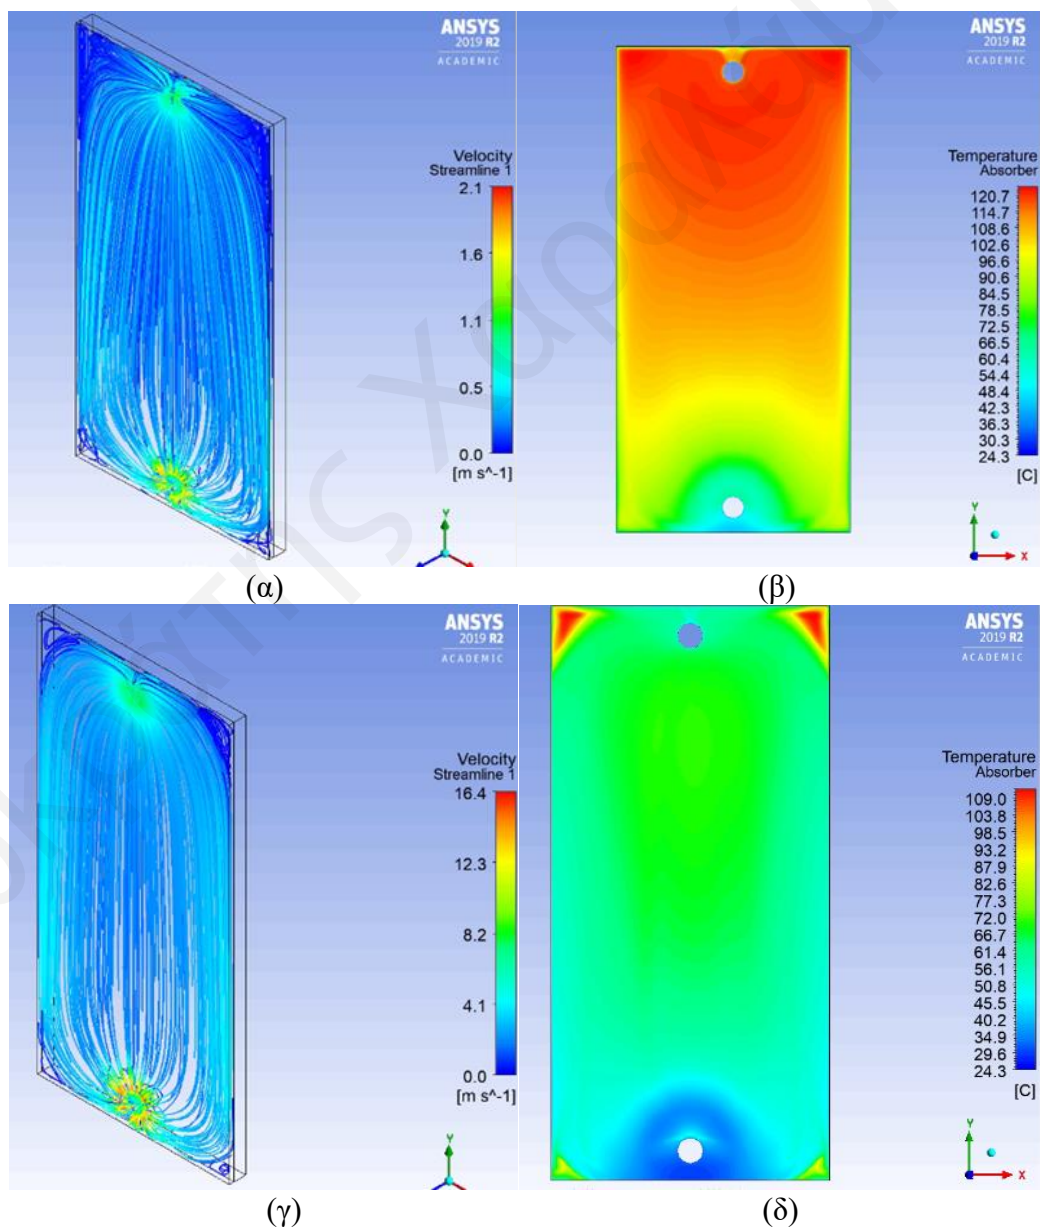 ANSYS
2019 R2
ACADEMIC
Velocity
Streamline 1
2.1
1.6
1.1
0.5
0.0
[m s^-1]
Y
(α)
ANSYS
2019 R2
ACADEMIC
Temperature
Absorber
120.7
114.7
108.6
102.6
96.6
90.6
84.5
78.5
72.5
66.5
60.4
54.4
48.4
42.3
36.3
30.3
24.3
[C]
Y
X
(β)
ANSYS
2019 R2
ACADEMIC
Velocity
Streamline 1
16.4
12.3
8.2
4.1
0.0
[m s^-1]
Y
(γ)
ANSYS
2019 R2
ACADEMIC
Temperature
Absorber
109.0
103.8
98.5
93.2
87.9
82.6
77.3
72.0
66.7
61.4
56.1
50.8
45.5
40.2
34.9
29.6
24.3
[C]
Y
X
(δ)